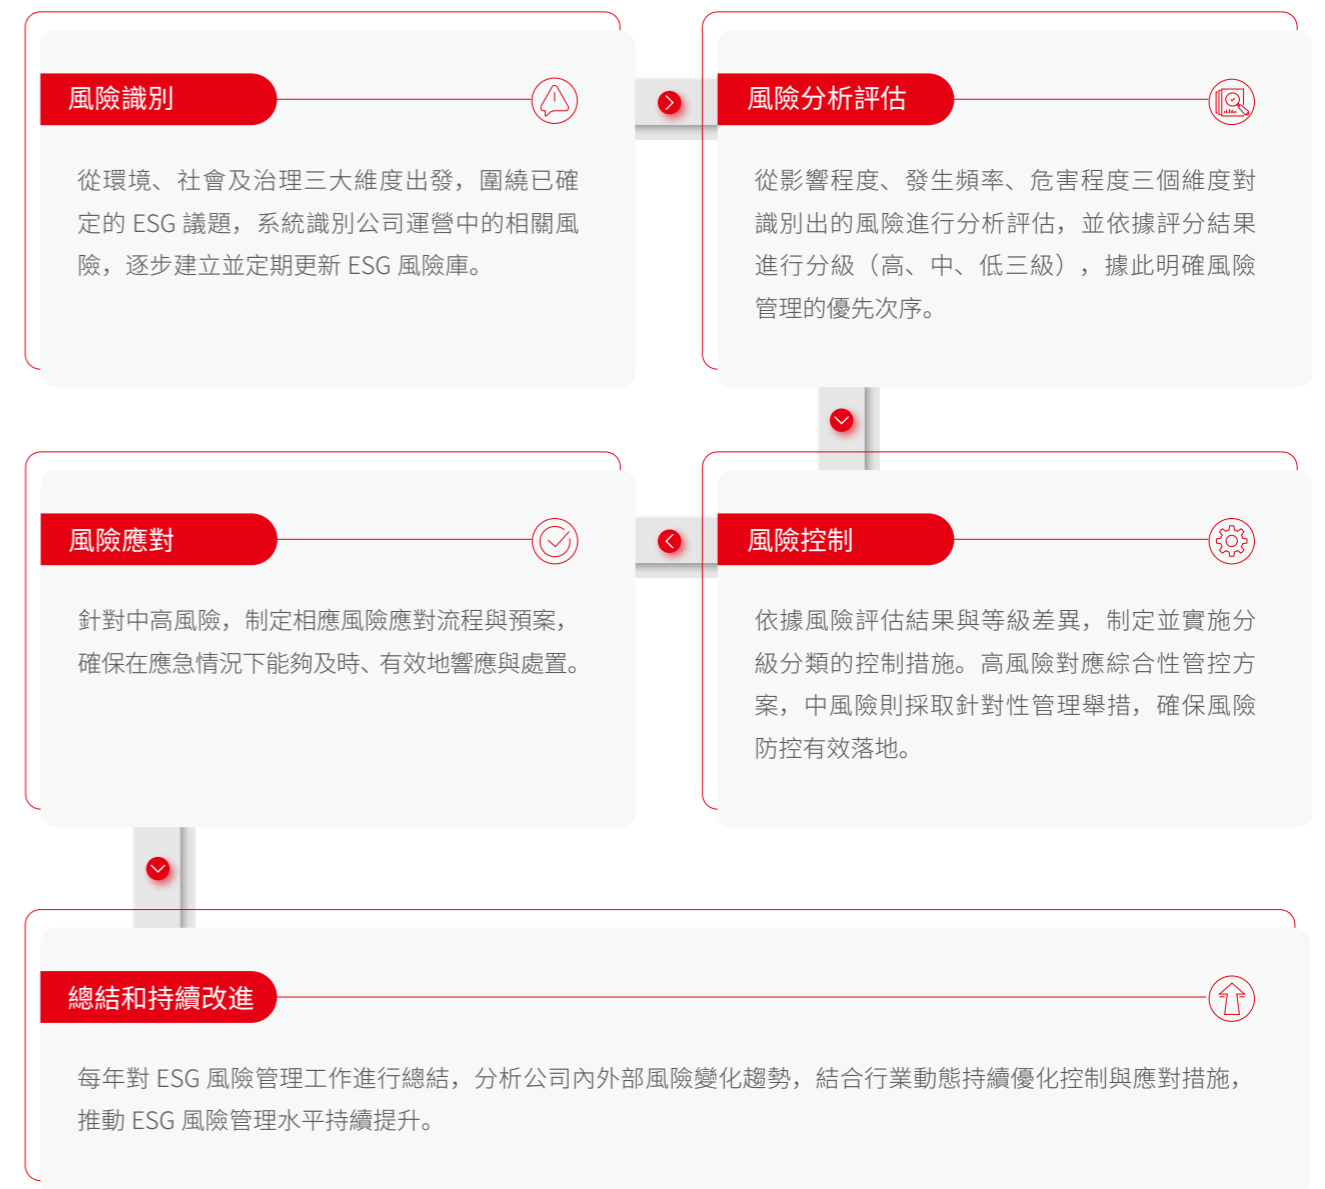 風險識別
從環境、社會及治理三大維度出發，圍繞已確
定的 ESG 議題，系統識別公司運營中的相關風
險，逐步建立並定期更新 ESG 風險庫。
風險分析評估
從影響程度、發生頻率、危害程度三個維度對
識別出的風險進行分析評估，並依據評分結果
進行分級（高、中、低三級），據此明確風險
管理的優先次序。
風險控制
依據風險評估結果與等級差異，制定並實施分
級分類的控制措施。高風險對應綜合性管控方
案，中風險則採取針對性管理舉措，確保風險
防控有效落地。
風險應對
針對中高風險，制定相應風險應對流程與預案，
確保在應急情況下能夠及時、有效地響應與處置。
總結和持續改進
每年對 ESG 風險管理工作進行總結，分析公司內外部風險變化趨勢，結合行業動態持續優化控制與應對措施，
推動 ESG 風險管理水平持續提升。